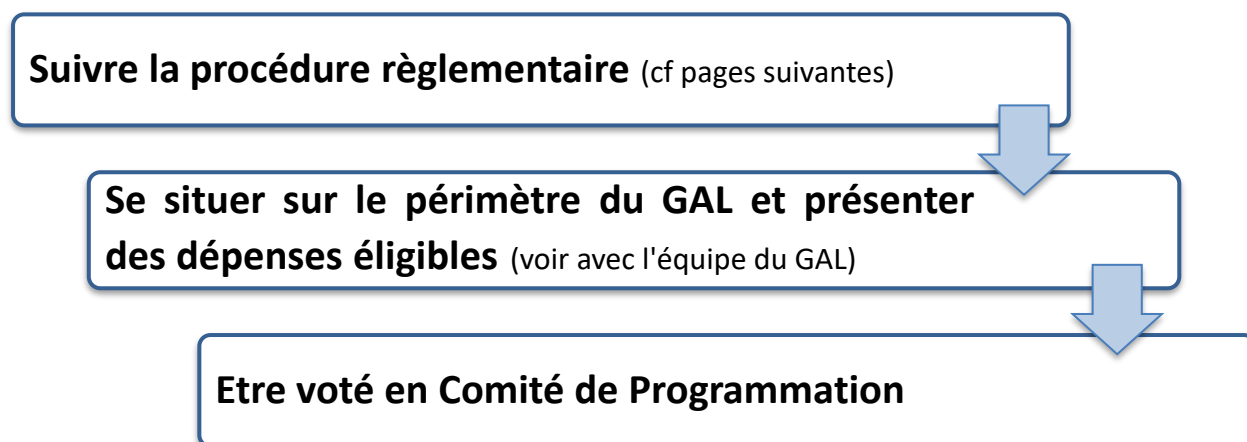 Suivre la procédure règlementaire (cf pages suivantes)
Se situer sur le périmètre du GAL et présenter
des dépenses éligibles (voir avec l'équipe du GAL)
Etre voté en Comité de Programmation